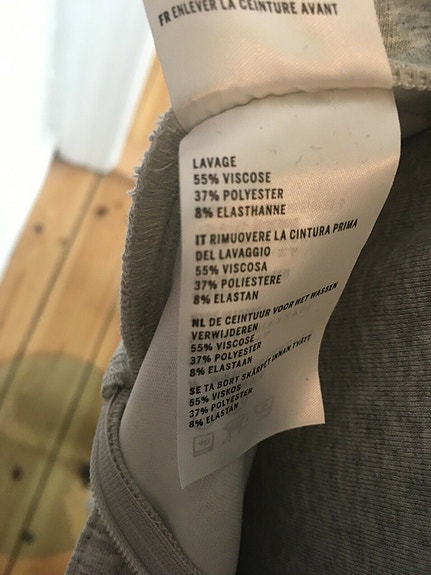 FR ENLEVER LA CEINTURE AVANT
LAVAGE
55% VISCOSE
37% POLYESTER
8% ELASTHANNE
IT RIMUOVERE LA CINTURA PRIMA
DEL LAVAGGIO
55% VISCOSA
37% POLIESTERE
8% ELASTAN
NL DE CEINTUUR VOOR HET WASSEN
VERWIJDEREN
55% VISCOSE
37% POLYESTER
8% ELASTAAN
SE TA BORT SKÄRPET INNAN TVÄTT
55% VISKOS
37% POLYESTER
8% ELASTAN